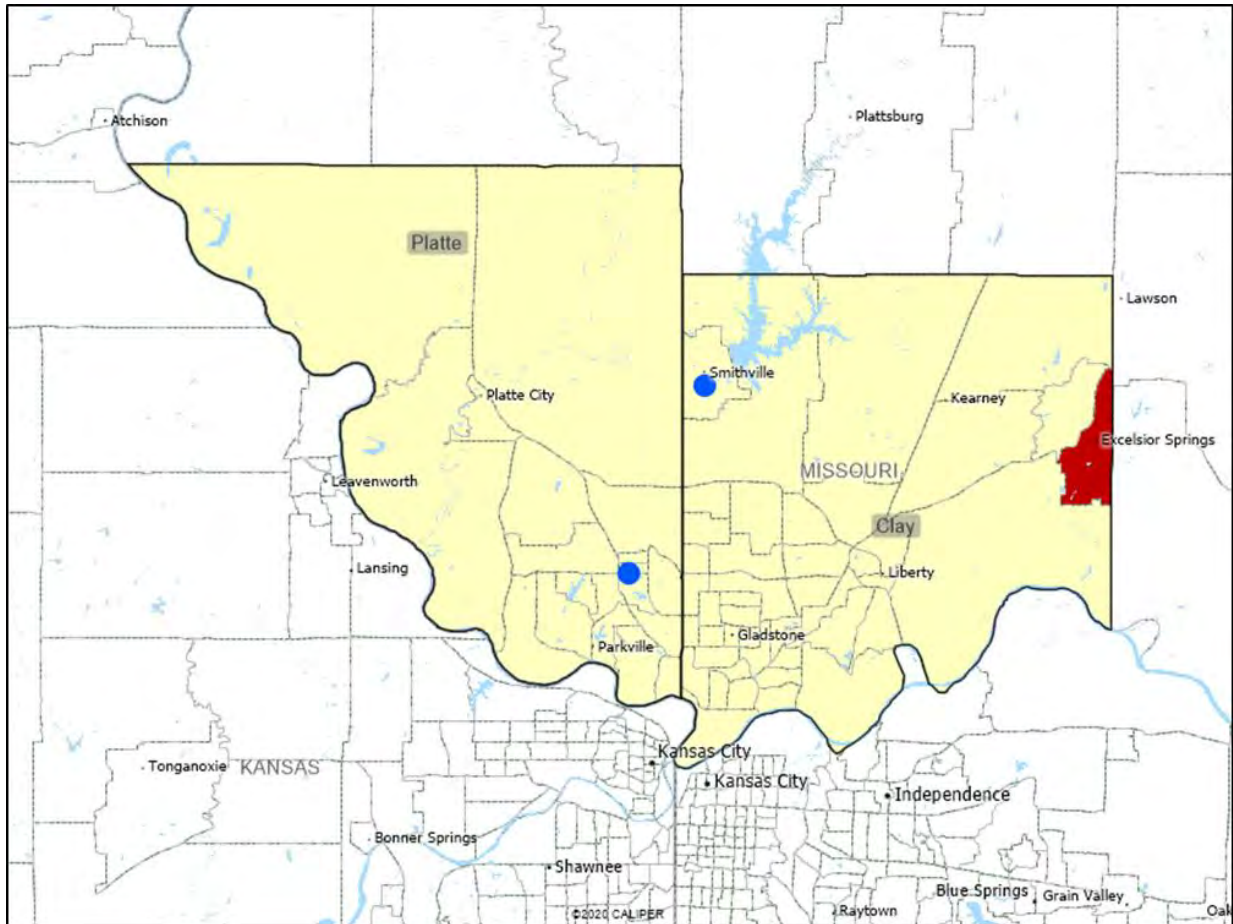 Atchison
Plattsburg
Platte
Lawson
Smithville
Platte City
Kearney
Excelsior Springs
MISSOURI
Leavenworth
Clay
Lansing
Liberty
Gladstone
Parkville
Kansas City
Tonganoxie
KANSAS
Kansas City
Independence
Bonner Springs
Shawnee
Blue Springs
Grain Valley
©2020 CALIPER
Raytown
Oak